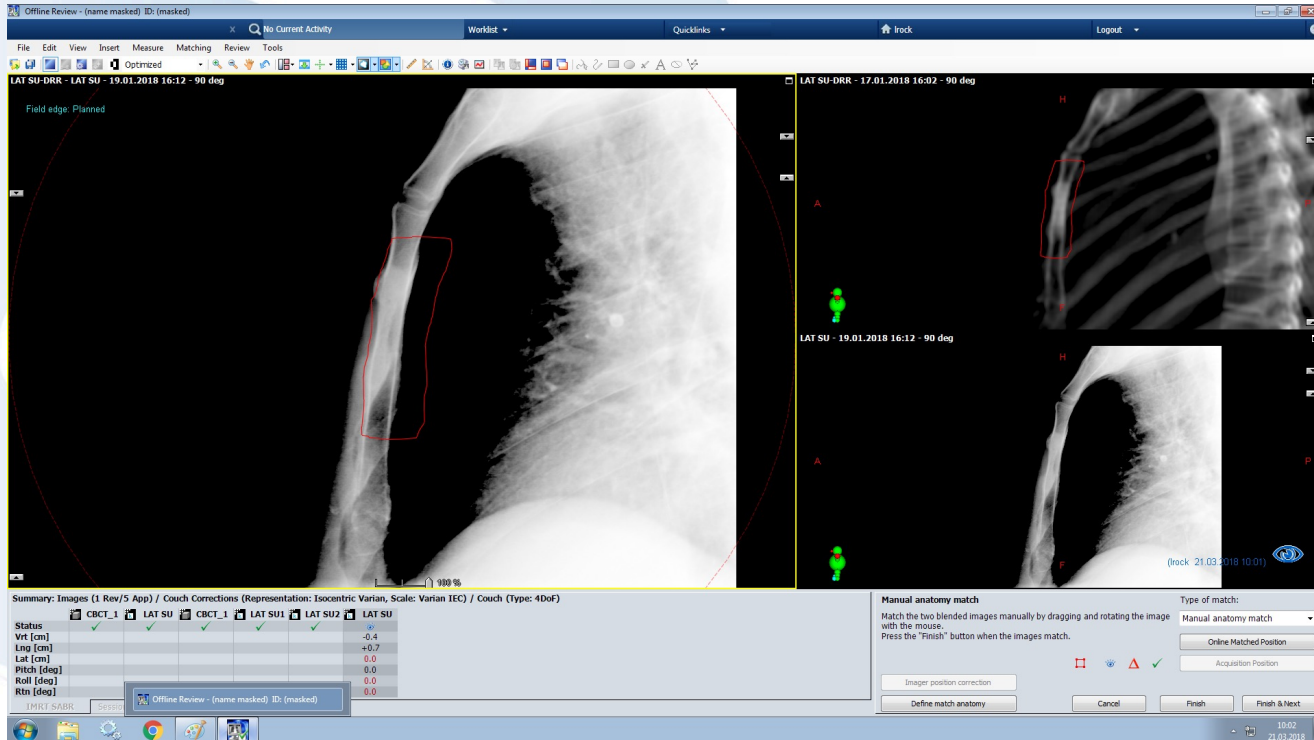 Offline Review - (name masked) ID: (masked)
x No Current Activity Worklist Quicklinks lrock Logout
File Edit View Insert Measure Matching Review Tools
Optimized
LAT SU-DRR - LAT SU - 19.01.2018 16:12 - 90 deg
Field edge: Planned
100 %
LAT SU-DRR - 17.01.2018 16:02 - 90 deg
H
A
LAT SU - 19.01.2018 16:12 - 90 deg
H
A P
F
(lrock 21.03.2018 10:01)
Summary: Images (1 Rev/5 App) / Couch Corrections (Representation: Isocentric Varian, Scale: Varian IEC) / Couch (Type: 4DoF)
CBCT_1 LAT SU CBCT_1 LAT SU1 LAT SU2 LAT SU
Status
Vrt [cm] -0.4
Lng [cm] +0.7
Lat [cm] 0.0
Pitch [deg] 0.0
Roll [deg] 0.0
Rtn [deg] 0.0
IMRT SABR Sessio
Offline Review - (name masked) ID: (masked)
Manual anatomy match
Match the two blended images manually by dragging and rotating the image
with the mouse.
Press the "Finish" button when the images match.
Type of match:
Manual anatomy match
Online Matched Position
Acquisition Position
Imager position correction
Define match anatomy Cancel Finish Finish & Next
10:02
21.03.2018